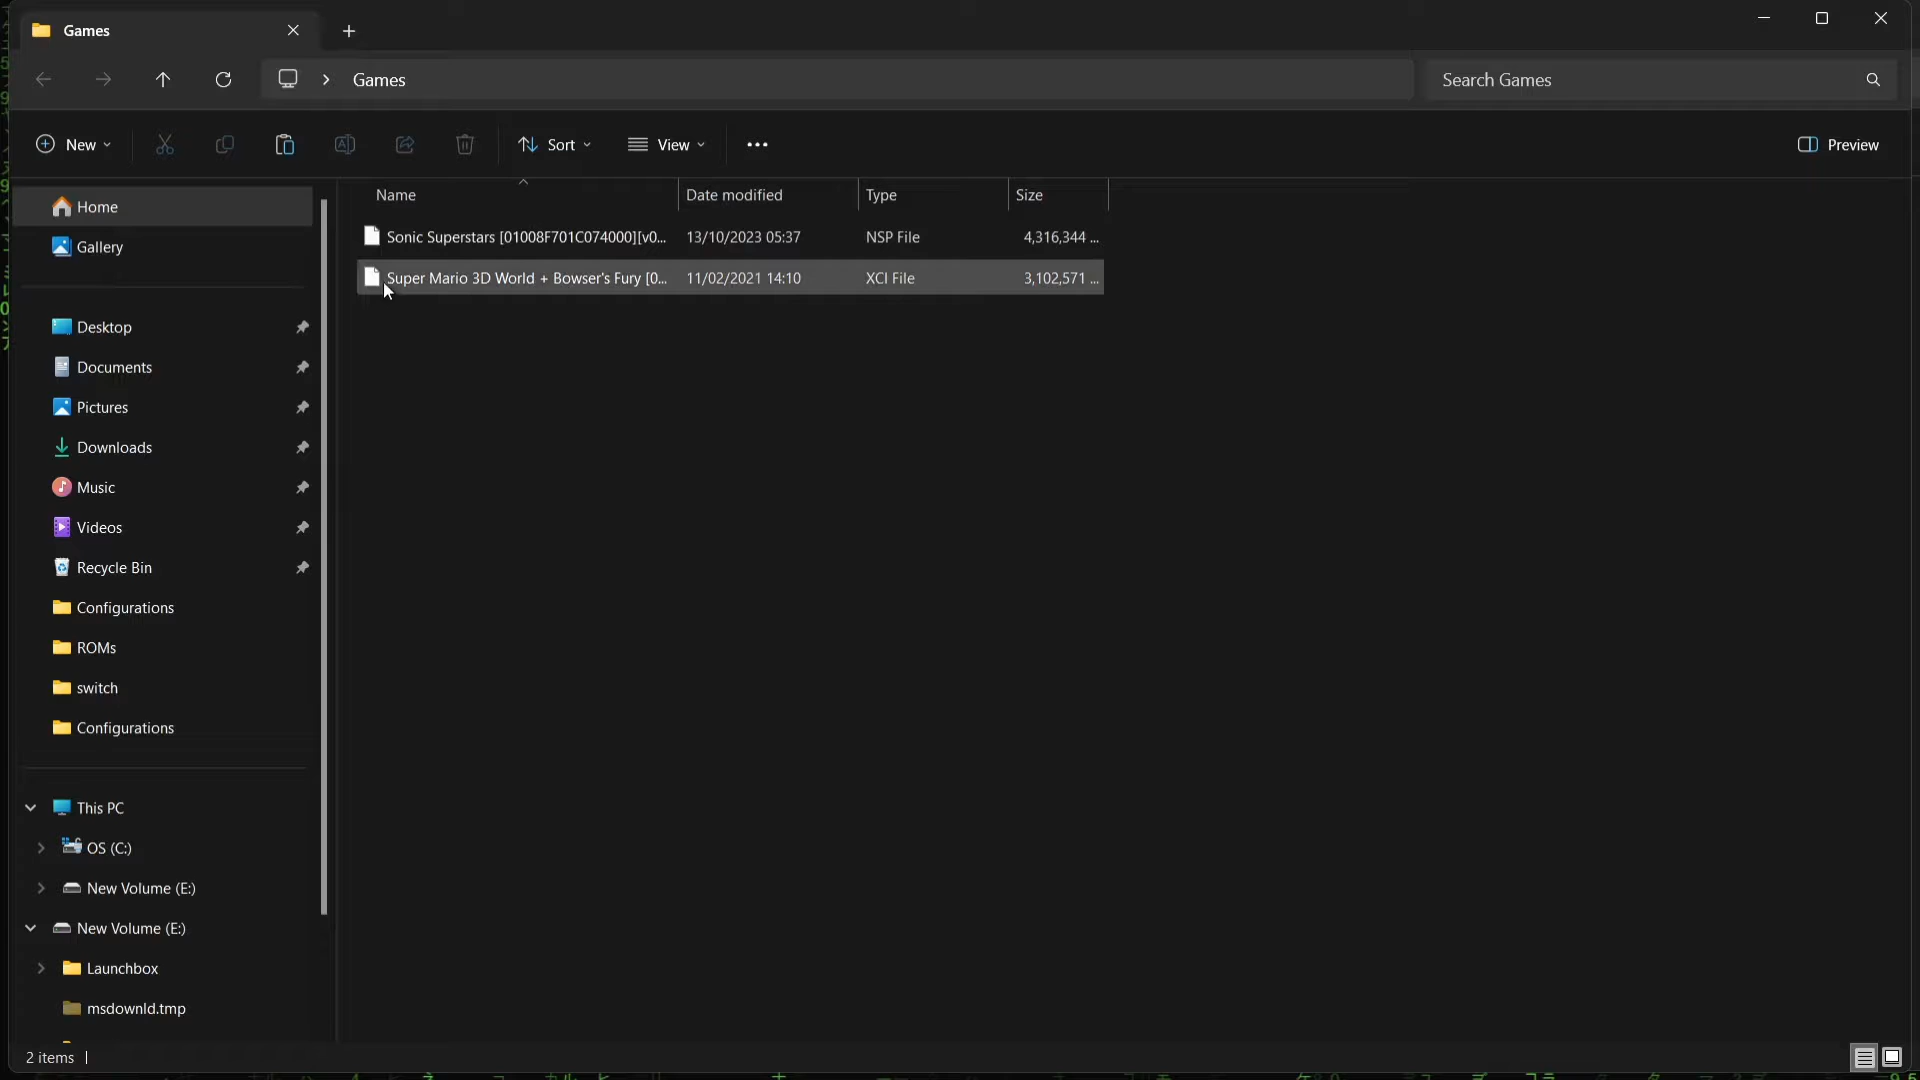 Games
Games
Search Games
New
Sort
View
Preview
Home
Gallery
Desktop
Documents
Pictures
Downloads
Music
Videos
Recycle Bin
Configurations
ROMs
switch
Configurations
This PC
OS (C:)
New Volume (E:)
New Volume (E:)
Launchbox
msdownld.tmp
Name Date modified Type Size
Sonic Superstars [01008F701C074000][v0... 13/10/2023 05:37 NSP File 4,316,344 ...
Super Mario 3D World + Bowser's Fury [0... 11/02/2021 14:10 XCI File 3,102,571 ...
2 items